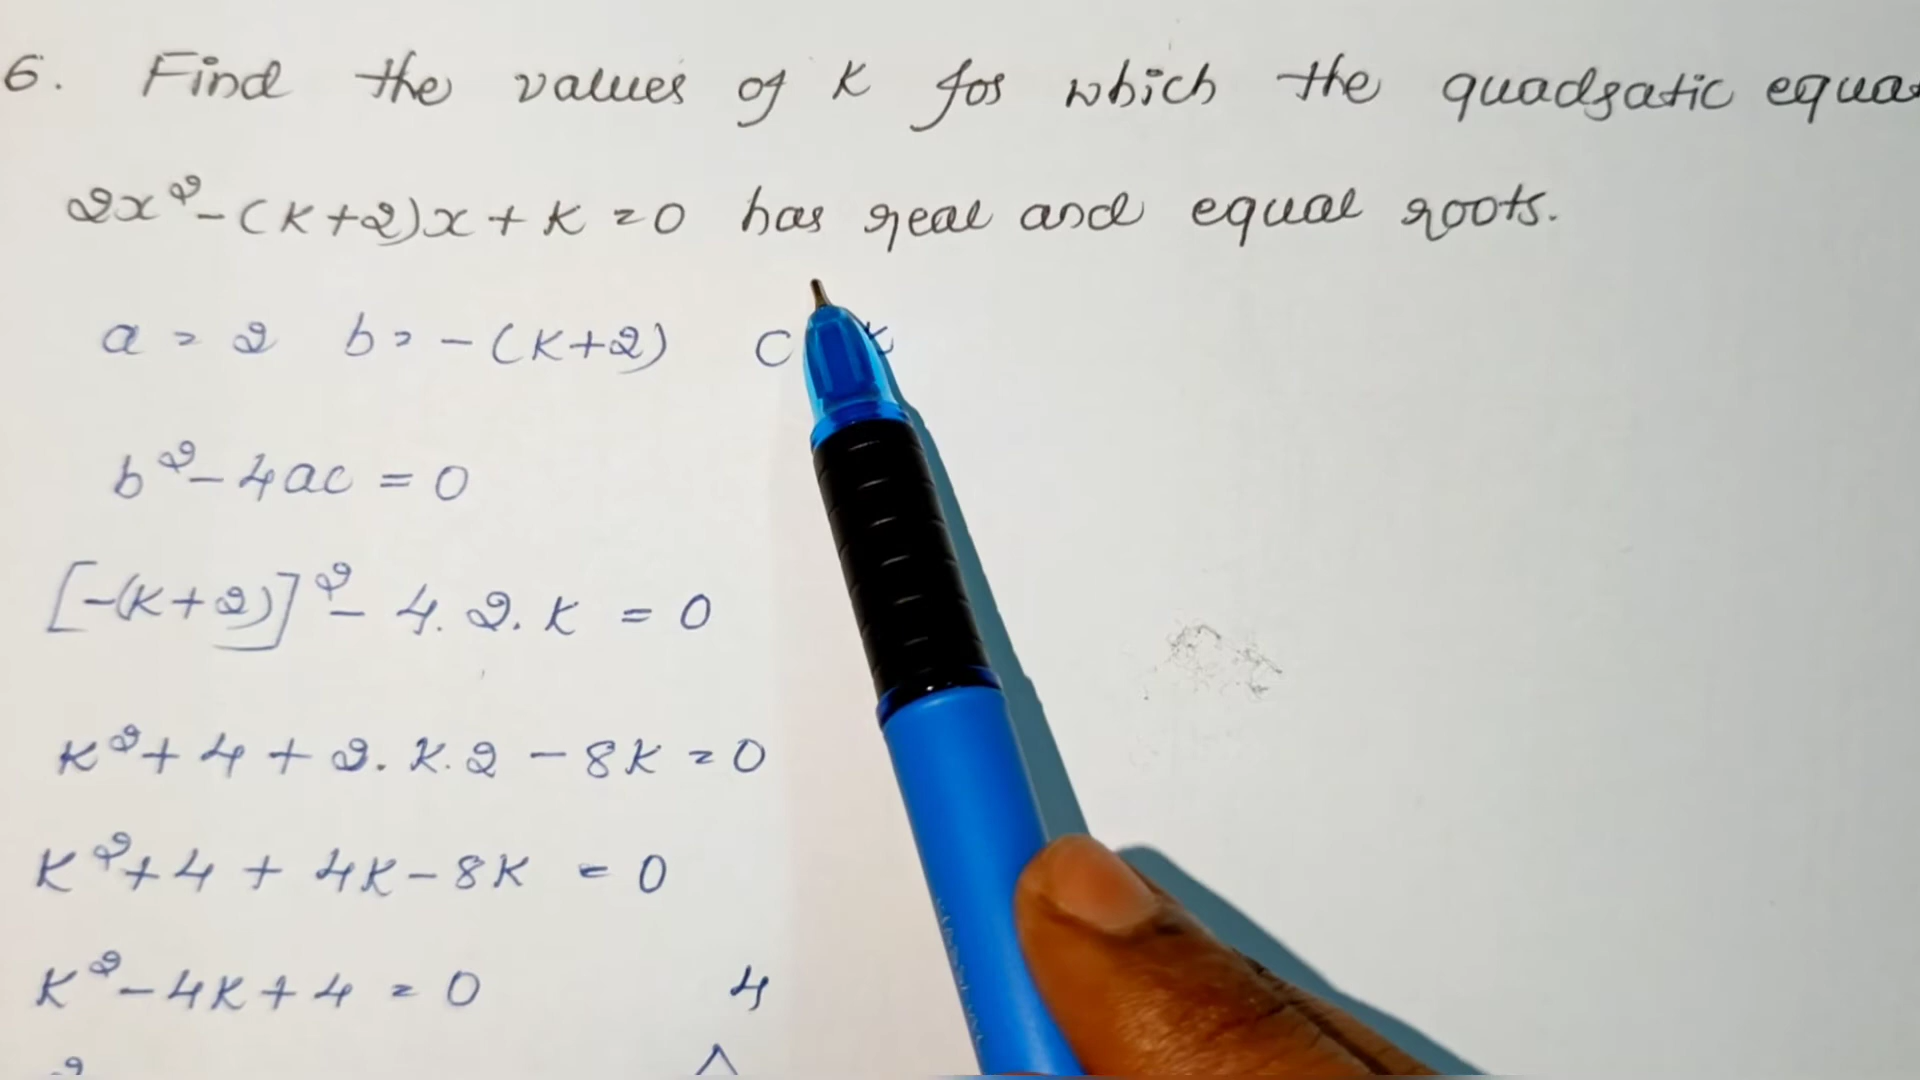 6. Find the values of K for which the quadratic equa
2x²-(K+2)x+K=0 has real and equal roots.
a = 2 b = -(K+2) C K
b²-4ac = 0
[-(K+2)]²- 4.2.K = 0
K²+4+2.K.2-8K=0
K²+4+4K-8K = 0
K²-4K+4 = 0 4
2